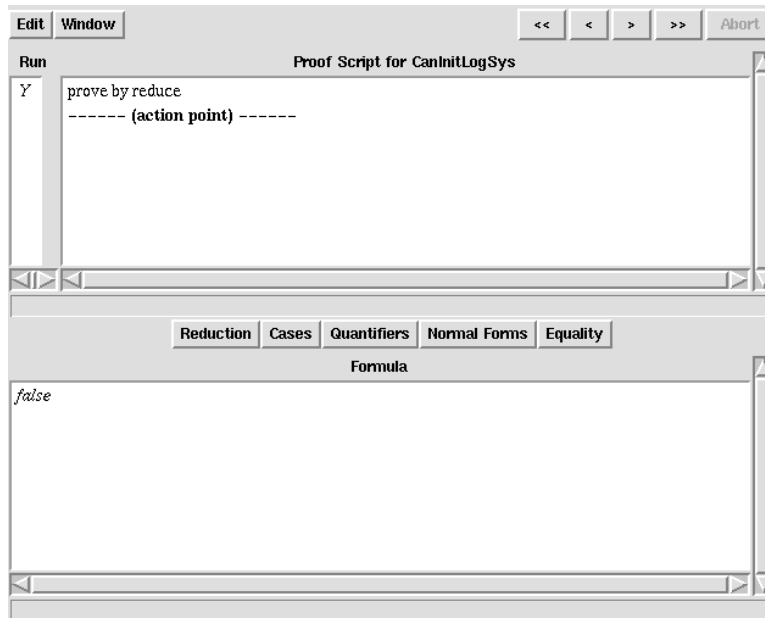 Edit Window << < > >> Abort
Run Proof Script for CanInitLogSys
Y prove by reduce
------ (action point) ------
Reduction Cases Quantifiers Normal Forms Equality
Formula
false